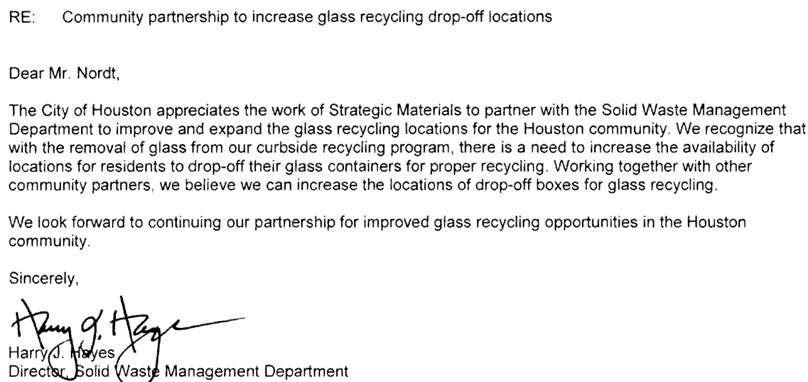 RE: Community partnership to increase glass recycling drop-off locations
Dear Mr. Nordt,
The City of Houston appreciates the work of Strategic Materials to partner with the Solid Waste Management
Department to improve and expand the glass recycling locations for the Houston community. We recognize that
with the removal of glass from our curbside recycling program, there is a need to increase the availability of
locations for residents to drop-off their glass containers for proper recycling. Working together with other
community partners, we believe we can increase the locations of drop-off boxes for glass recycling.
We look forward to continuing our partnership for improved glass recycling opportunities in the Houston
community.
Sincerely,
Harry J. Hayes
Harry J. Hayes
Director, Solid Waste Management Department